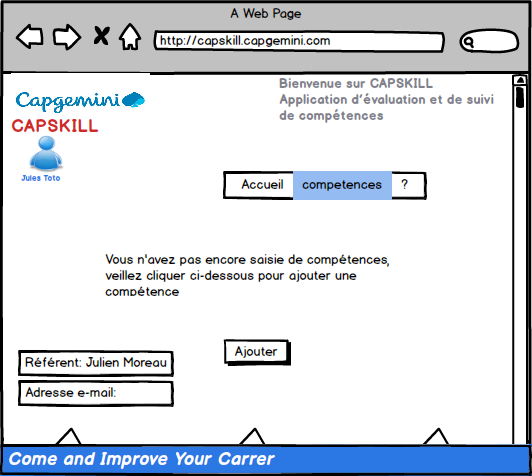 A Web Page
http://capskill.capgemini.com
Bienvenue sur CAPSKILL
Application d'évaluation et de suivi
de compétences
Capgemini
CAPSKILL
Jules Toto
Accueil competences ?
Vous n'avez pas encore saisie de compétences,
veillez cliquer ci-dessous pour ajouter une
compétence
Ajouter
Référent: Julien Moreau
Adresse e-mail:
Come and Improve Your Carrer